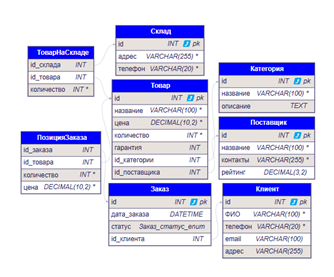 Склад
id INT pk
адрес VARCHAR(255) *
телефон VARCHAR(20) *
ТоварНаСкладе
id_склада INT
id_товара INT
количество INT *
Товар
id INT pk
название VARCHAR(100) *
цена DECIMAL(10,2) *
количество INT *
гарантия INT
id_категории INT
id_поставщика INT
Категория
id INT pk
название VARCHAR(100) *
описание TEXT
Поставщик
id INT pk
название VARCHAR(100) *
контакты VARCHAR(255) *
рейтинг DECIMAL(3,2)
ПозицияЗаказа
id_заказа INT
id_товара INT
количество INT *
цена DECIMAL(10,2) *
Заказ
id INT pk
дата_заказа DATETIME
статус Заказ_статус_enum
id_клиента INT
Клиент
id INT pk
ФИО VARCHAR(100) *
телефон VARCHAR(20) *
email VARCHAR(100)
адрес VARCHAR(255)